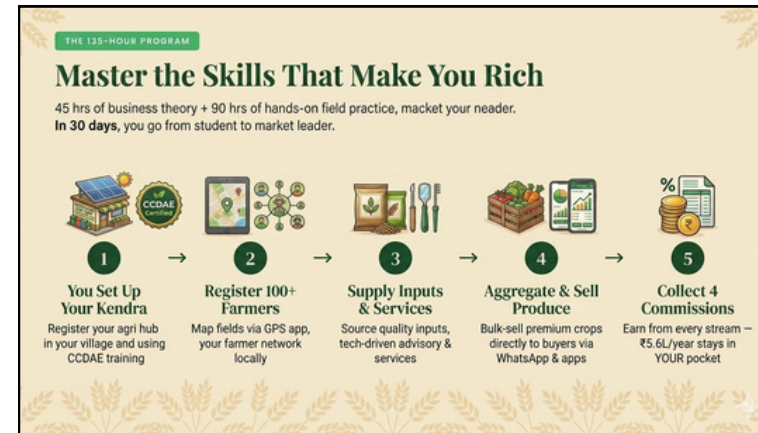 THE 135-HOUR PROGRAM
Master the Skills That Make You Rich
45 hrs of business theory + 90 hrs of hands-on field practice, macket your neader.
In 30 days, you go from student to market leader.
CCDAE
Certified
%
₹
1
You Set Up
Your Kendra
Register your agri hub
in your village and using
CCDAE training
2
Register 100+
Farmers
Map fields via GPS app,
your farmer network
locally
3
Supply Inputs
& Services
Source quality inputs,
tech-driven advisory &
services
4
Aggregate & Sell
Produce
Bulk-sell premium crops
directly to buyers via
WhatsApp & apps
5
Collect 4
Commissions
Earn from every stream —
₹5.6L/year stays in
YOUR pocket